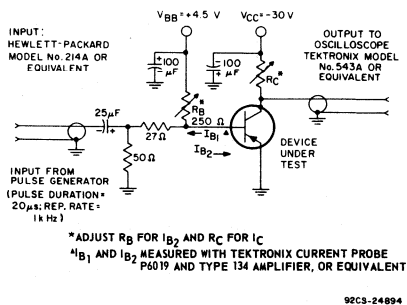 VBB=+4.5 V
VCC=-30V
INPUT:
HEWLETT-PACKARD
MODEL No.214A OR
EQUIVALENT
OUTPUT TO
OSCILLOSCOPE
TEKTRONIX MODEL
No.543A OR
EQUIVALENT
+
100
μF
-
100
μF
+
RC*
*
RB
250 Ω
25μF
+
27Ω
IB1▲
IB2
50Ω
DEVICE
UNDER
TEST
INPUT FROM
PULSE GENERATOR
(PULSE DURATION=
20μs; REP. RATE=
1kHz)
*ADJUST RB FOR IB2 AND RC FOR IC
▲IB1 AND IB2 MEASURED WITH TEKTRONIX CURRENT PROBE
P6019 AND TYPE 134 AMPLIFIER, OR EQUIVALENT
92CS-24894